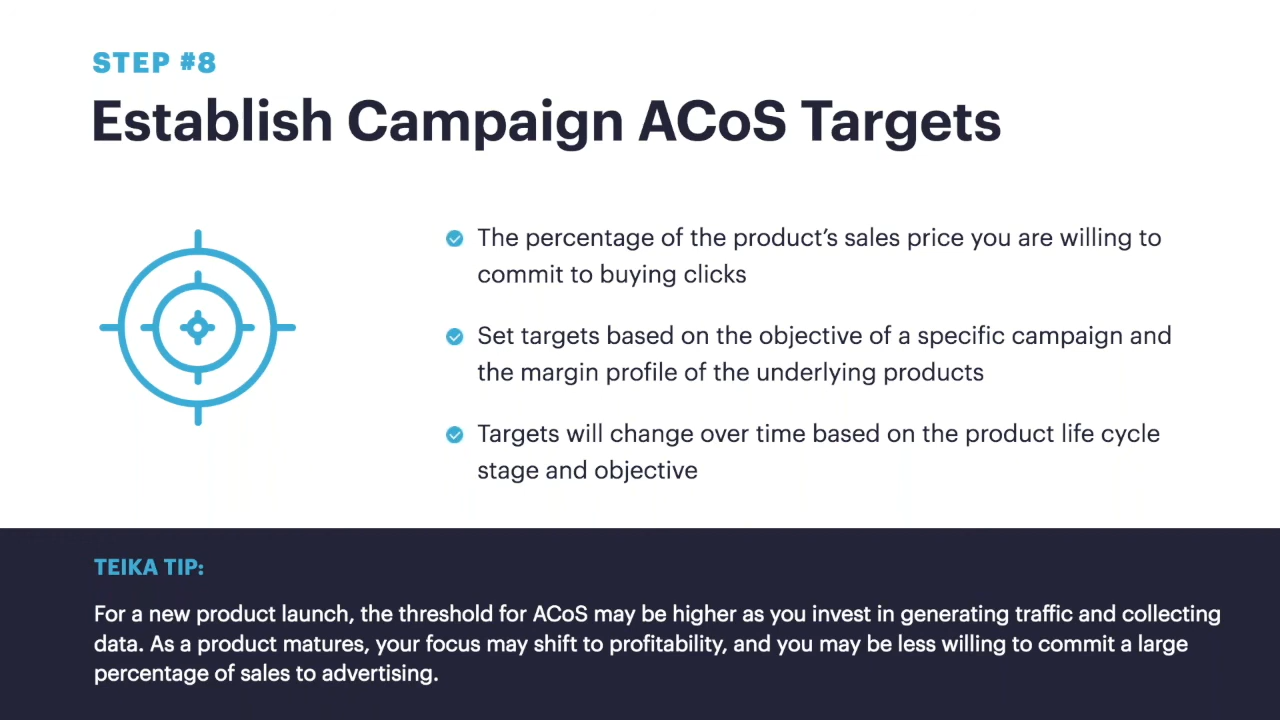 STEP #8
Establish Campaign ACoS Targets
The percentage of the product’s sales price you are willing to
commit to buying clicks
Set targets based on the objective of a specific campaign and
the margin profile of the underlying products
Targets will change over time based on the product life cycle
stage and objective
TEIKA TIP:
For a new product launch, the threshold for ACoS may be higher as you invest in generating traffic and collecting
data. As a product matures, your focus may shift to profitability, and you may be less willing to commit a large
percentage of sales to advertising.